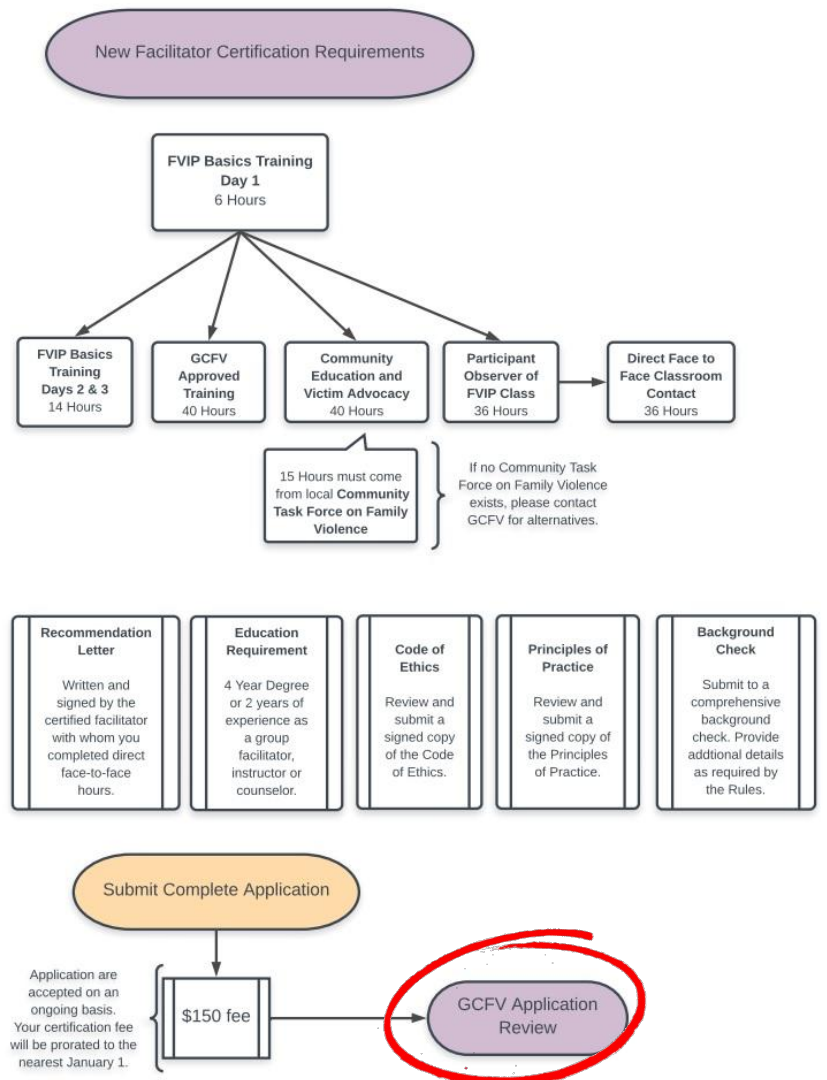 New Facilitator Certification Requirements
FVIP Basics Training
Day 1
6 Hours
FVIP Basics
Training
Days 2 & 3
14 Hours
GCFV
Approved
Training
40 Hours
Community
Education and
Victim Advocacy
40 Hours
Participant
Observer of
FVIP Class
36 Hours
Direct Face to
Face Classroom
Contact
36 Hours
15 Hours must come
from local Community
Task Force on Family
Violence
If no Community Task
Force on Family Violence
exists, please contact
GCFV for alternatives.
Recommendation
Letter
Written and
signed by the
certified facilitator
with whom you
completed direct
face-to-face
hours.
Education
Requirement
4 Year Degree
or 2 years of
experience as
a group
facilitator,
instructor or
counselor.
Code of
Ethics
Review and
submit a
signed copy
of the Code
of Ethics.
Principles of
Practice
Review and
submit a
signed copy of
the Principles
of Practice.
Background
Check
Submit to a
comprehensive
background
check. Provide
addtional details
as required by
the Rules.
Submit Complete Application
Application are
accepted on an
ongoing basis.
Your certification fee
will be prorated to the
nearest January 1.
$150 fee
GCFV Application
Review